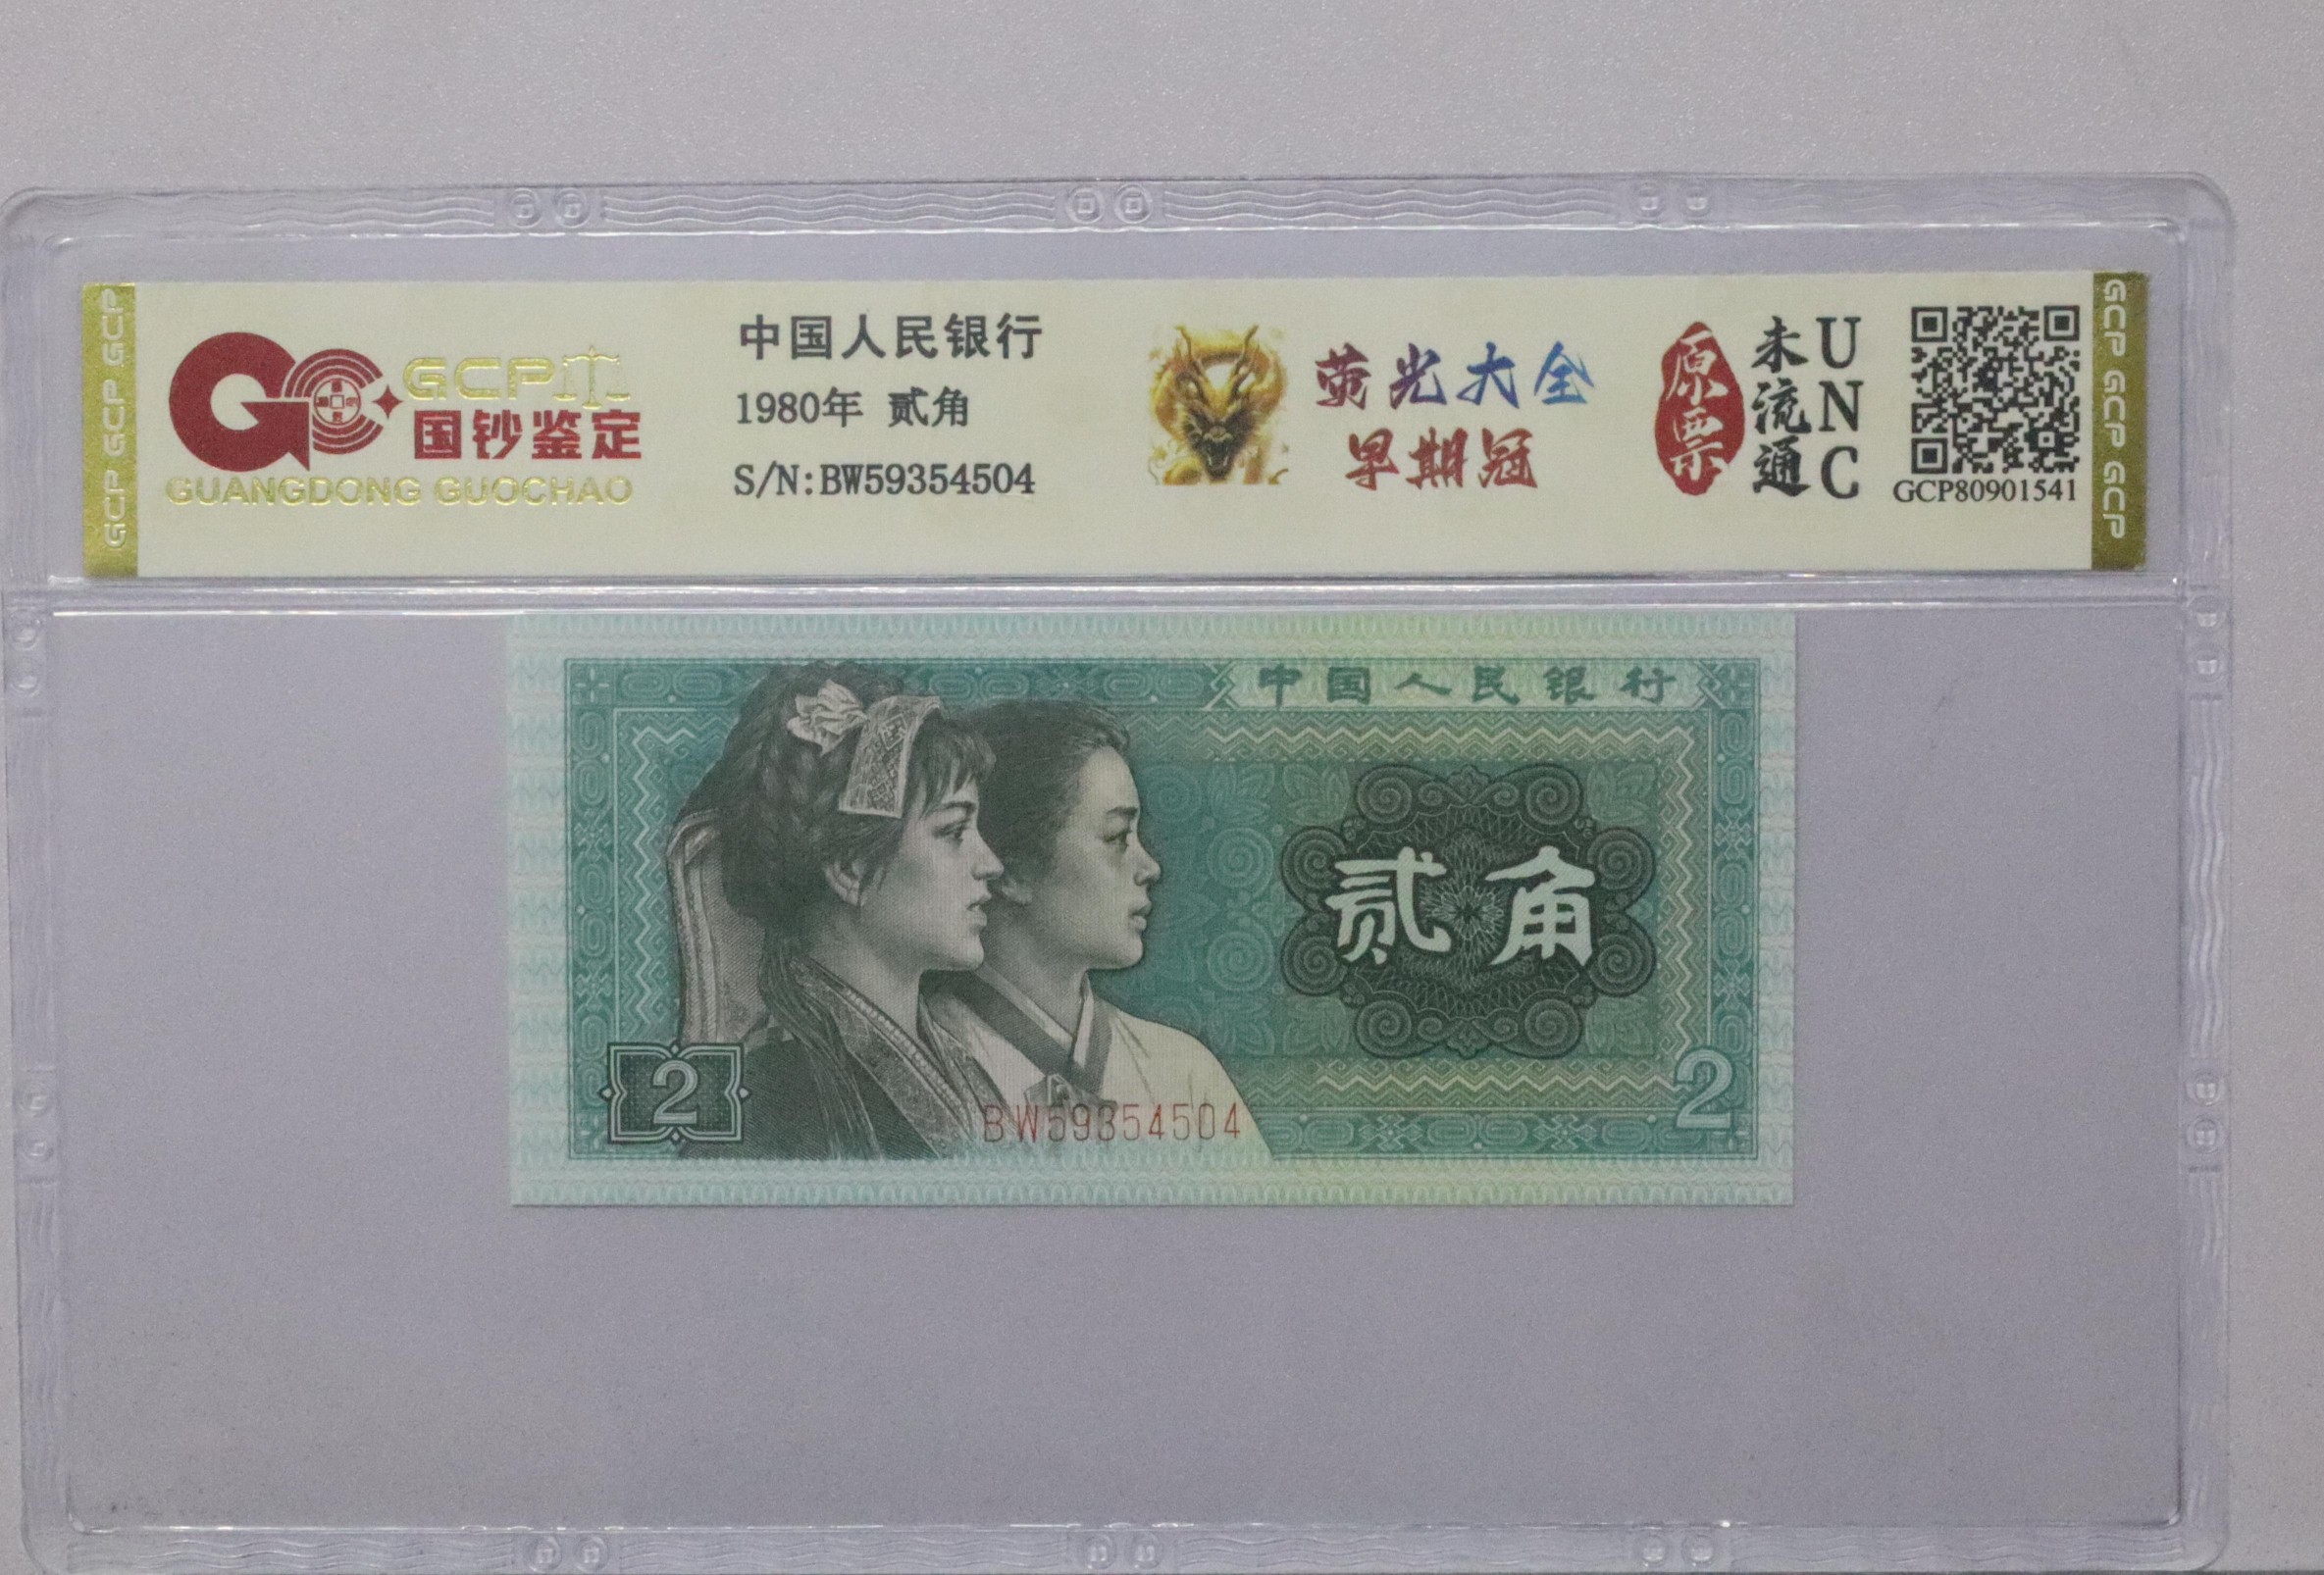 GCP GCP GCP
GCP
国钞鉴定
GUANGDONG GUOCHAO
中国人民银行
1980年 贰角
S/N:BW59354504
荧光大全
早期冠
原票
未流通
UNC
GCP80901541
GCP GCP GCP
中国人民银行
贰角
2
BW59354504
2